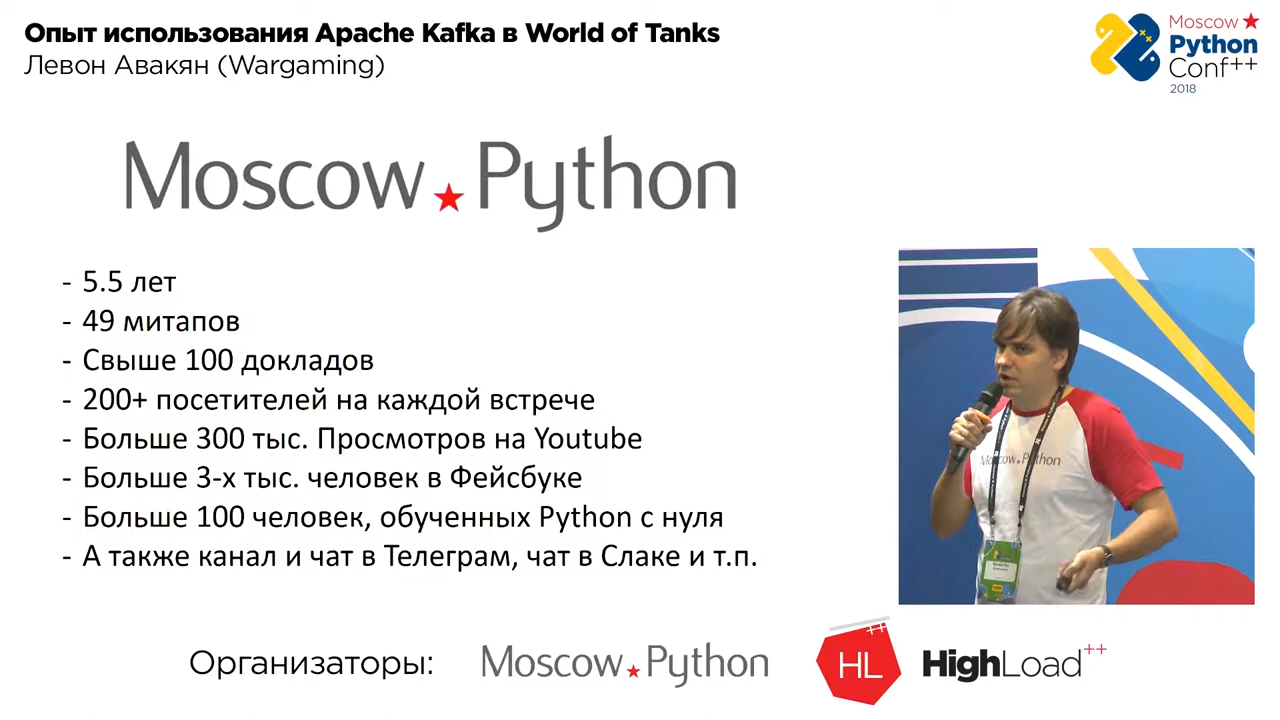 Опыт использования Apache Kafka в World of Tanks
Левон Авакян (Wargaming)
Moscow
Python
Conf++
2018
Moscow Python
- 5.5 лет
- 49 митапов
- Свыше 100 докладов
- 200+ посетителей на каждой встрече
- Больше 300 тыс. Просмотров на Youtube
- Больше 3-х тыс. человек в Фейсбуке
- Больше 100 человек, обученных Python с нуля
- А также канал и чат в Телеграм, чат в Слаке и т.п.
Moscow Python
Организаторы:
Moscow Python
HL++
HighLoad++